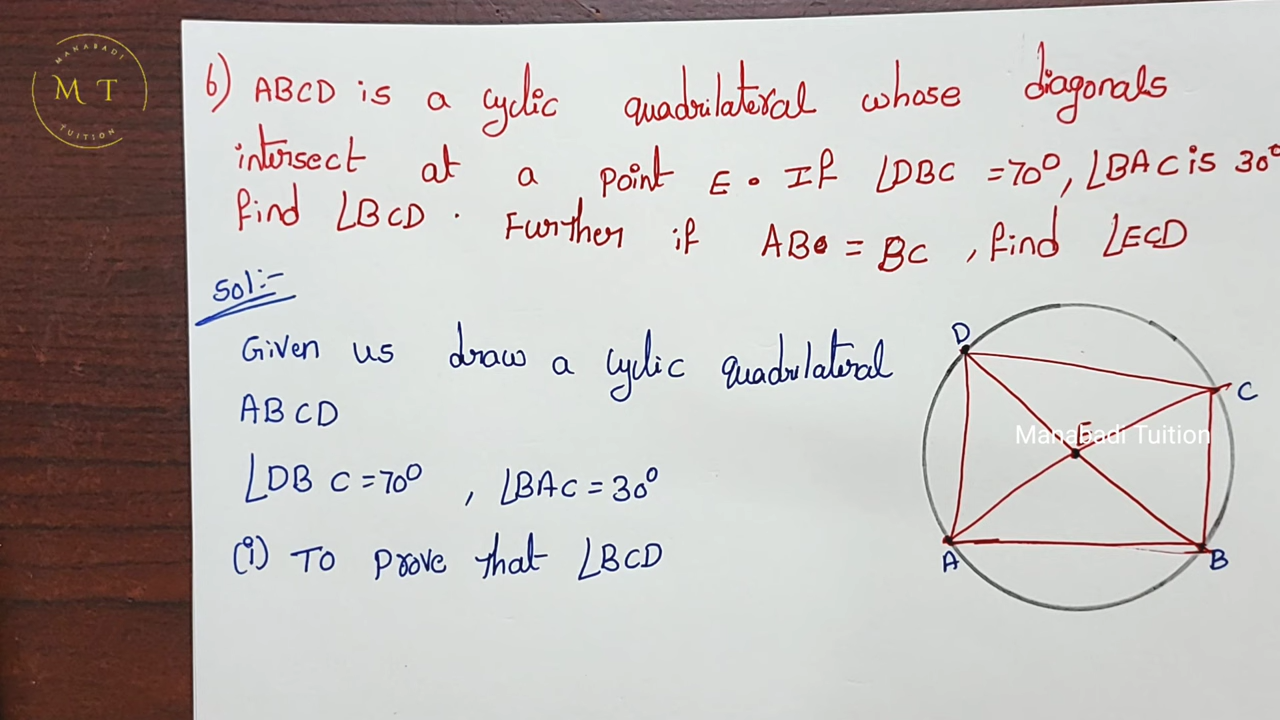 MANABADI
M T
TUITION
6) ABCD is a cyclic quadrilateral whose diagonals
intersect at a point E. If ∠DBC = 70°, ∠BAC is 30°
find ∠BCD. Further if AB = BC, find ∠ECD
Sol:-
Given us draw a cyclic quadrilateral
ABCD
∠DBC = 70°, ∠BAC = 30°
(i) To prove that ∠BCD
D
C
E
Manabadi Tuition
A
B